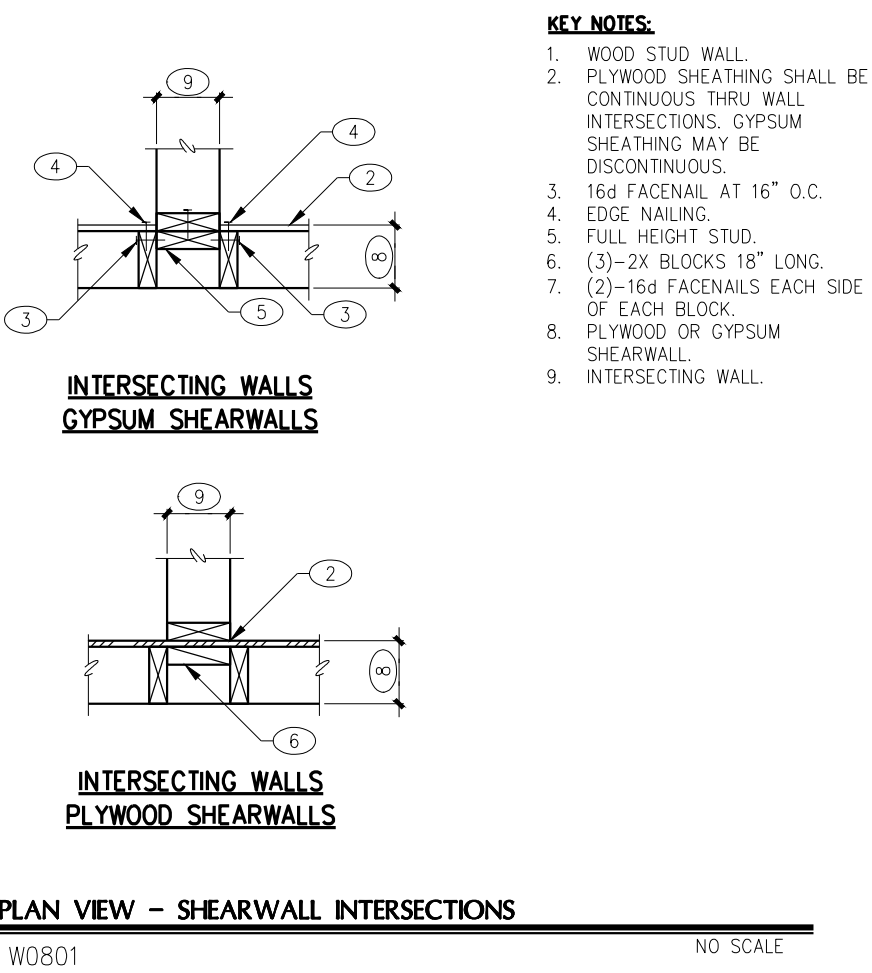 KEY NOTES:
1. WOOD STUD WALL.
2. PLYWOOD SHEATHING SHALL BE
CONTINUOUS THRU WALL
INTERSECTIONS. GYPSUM
SHEATHING MAY BE
DISCONTINUOUS.
3. 16d FACENAIL AT 16" O.C.
4. EDGE NAILING.
5. FULL HEIGHT STUD.
6. (3)-2X BLOCKS 18" LONG.
7. (2)-16d FACENAILS EACH SIDE
OF EACH BLOCK.
8. PLYWOOD OR GYPSUM
SHEARWALL.
9. INTERSECTING WALL.
9
4
4
2
8
3
5
3
INTERSECTING WALLS
GYPSUM SHEARWALLS
9
2
8
6
INTERSECTING WALLS
PLYWOOD SHEARWALLS
PLAN VIEW - SHEARWALL INTERSECTIONS
W0801
NO SCALE